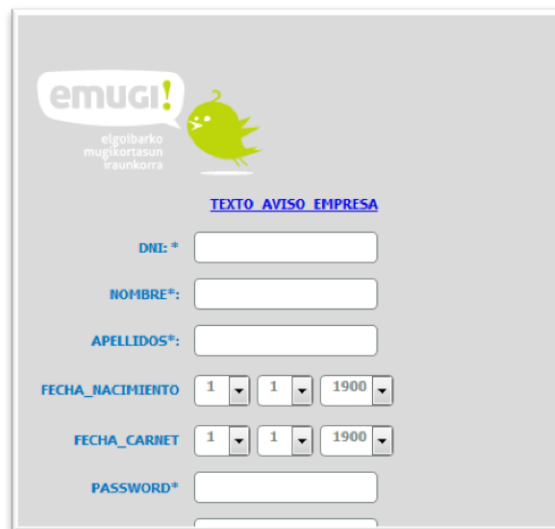 emugi!
elgoibarko
mugikortasun
iraunkorra
TEXTO_AVISO_EMPRESA
DNI: *
NOMBRE*:
APELLIDOS*:
FECHA_NACIMIENTO 1 1 1900
FECHA_CARNET 1 1 1900
PASSWORD*